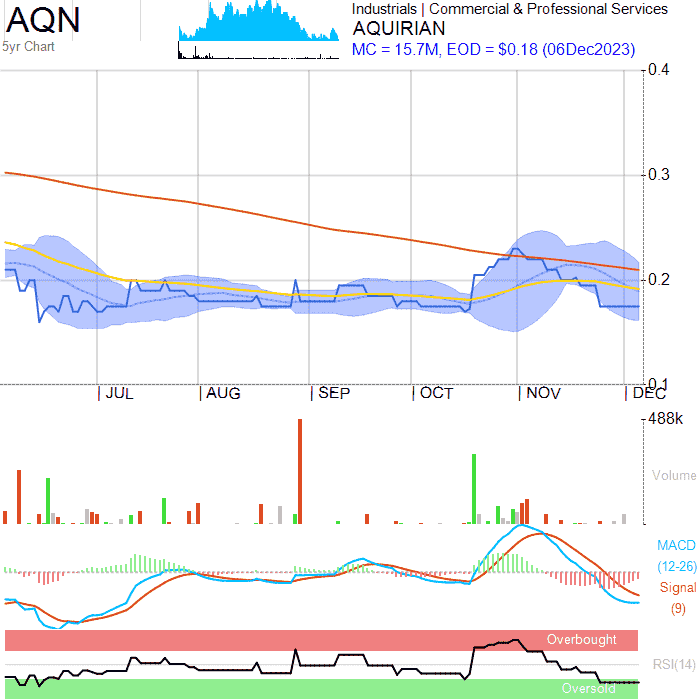 AQN
5yr Chart
Industrials | Commercial & Professional Services
AQUIRIAN
MC = 15.7M, EOD = $0.18 (06Dec2023)
0.4
0.3
0.2
0.1
JUL AUG SEP OCT NOV DEC
488k
Volume
MACD
(12-26)
Signal
(9)
Overbought
RSI(14)
Oversold